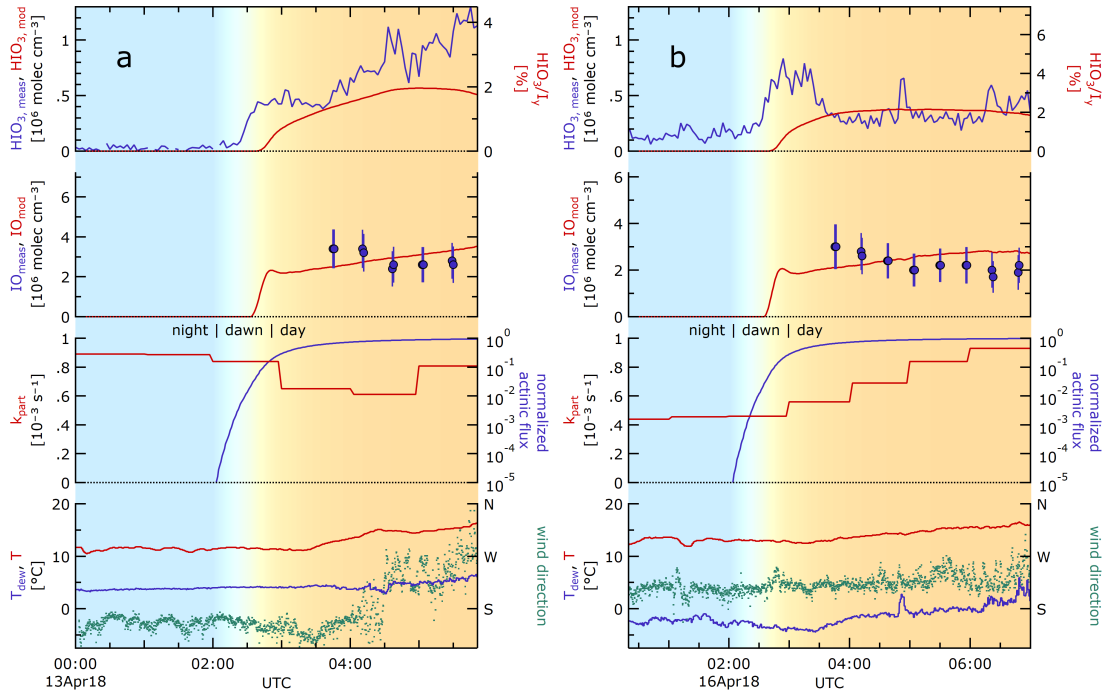 a
HIO3, meas, HIO3, mod
[10⁶ molec cm⁻³]
1
.5
0
4
2
0
HIO3/Iy
[%]
b
HIO3, meas, HIO3, mod
[10⁶ molec cm⁻³]
1
.5
0
6
4
2
0
HIO3/Iy
[%]
IOmeas, IOmod
[10⁶ molec cm⁻³]
6
4
2
0
IOmeas, IOmod
[10⁶ molec cm⁻³]
6
4
2
0
night | dawn | day
kpart
[10⁻³ s⁻¹]
1
.8
.6
.4
.2
0
10⁰
10⁻¹
10⁻²
10⁻³
10⁻⁴
10⁻⁵
normalized
actinic flux
night | dawn | day
kpart
[10⁻³ s⁻¹]
1
.8
.6
.4
.2
0
10⁰
10⁻¹
10⁻²
10⁻³
10⁻⁴
10⁻⁵
normalized
actinic flux
Tdew, T
[°C]
20
10
0
N
W
S
wind direction
00:00
02:00
04:00
13Apr18
UTC
Tdew, T
[°C]
20
10
0
N
W
S
wind direction
02:00
04:00
06:00
16Apr18
UTC